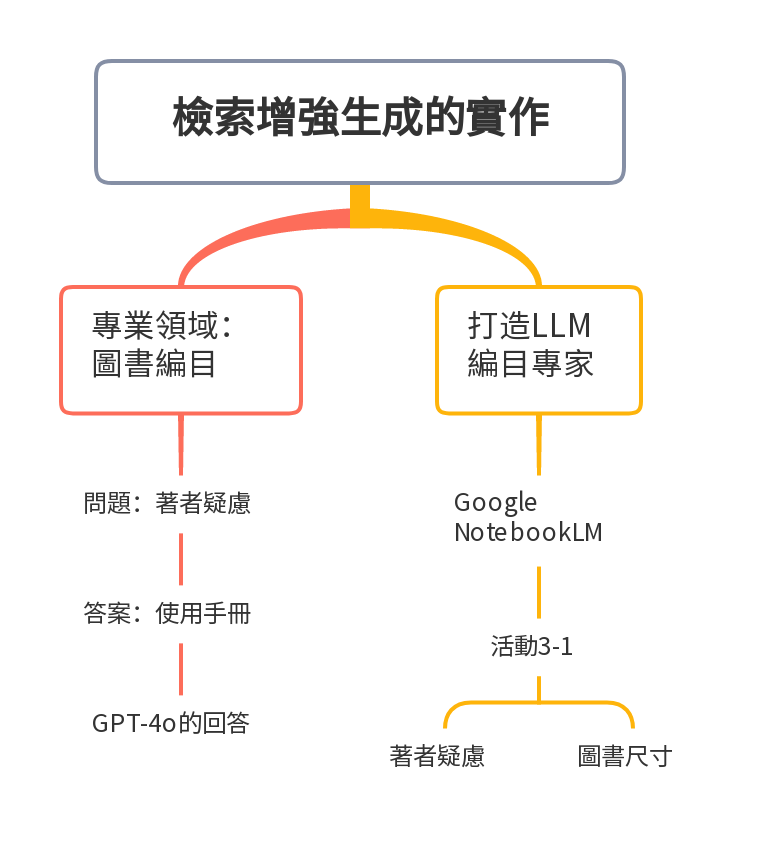 檢索增強生成的實作
專業領域：
圖書編目
問題：著者疑慮
答案：使用手冊
GPT-4o的回答
打造LLM
編目專家
Google
NotebookLM
活動3-1
著者疑慮
圖書尺寸